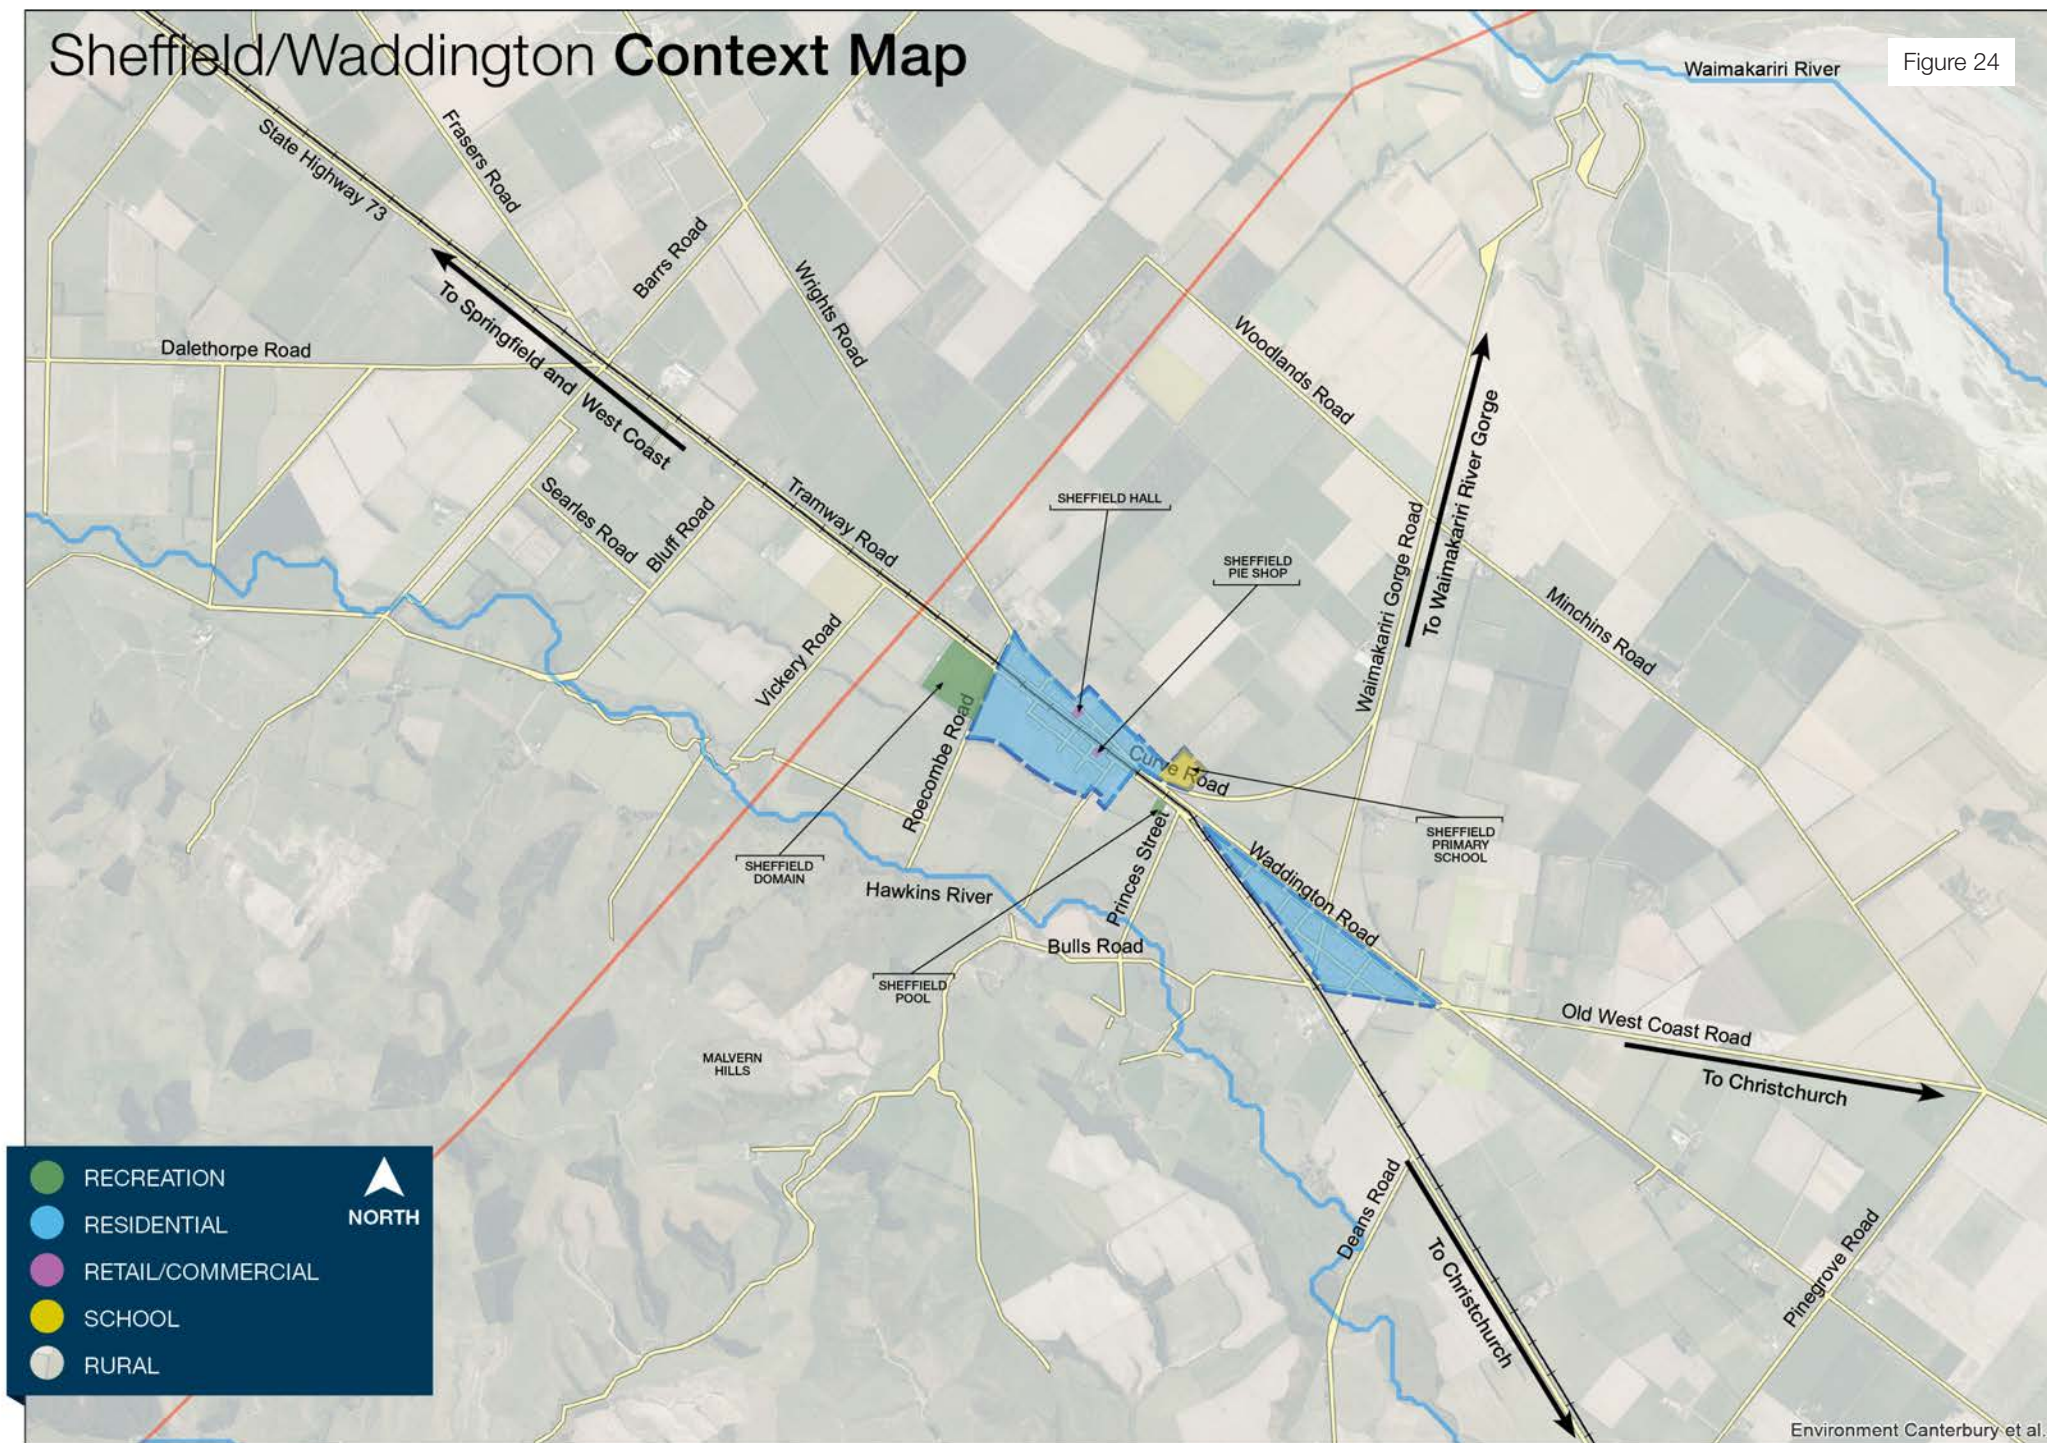 Sheffield/Waddington Context Map
Figure 24
Waimakariri River
State Highway 73
Frasers Road
Barrs Road
Wrights Road
To Springfield and West Coast
Dalethorpe Road
Woodlands Road
Searles Road
Bluff Road
Tramway Road
SHEFFIELD HALL
SHEFFIELD
PIE SHOP
Waimakariri Gorge Road
To Waimakariri River Gorge
Minchins Road
Vickery Road
Roecombe Road
Curve Road
SHEFFIELD
PRIMARY
SCHOOL
SHEFFIELD
DOMAIN
Hawkins River
Princes Street
Waddington Road
Bulls Road
SHEFFIELD
POOL
Old West Coast Road
To Christchurch
MALVERN
HILLS
Deans Road
To Christchurch
Pinegrove Road
RECREATION
RESIDENTIAL
RETAIL/COMMERCIAL
SCHOOL
RURAL
NORTH
Environment Canterbury et al.